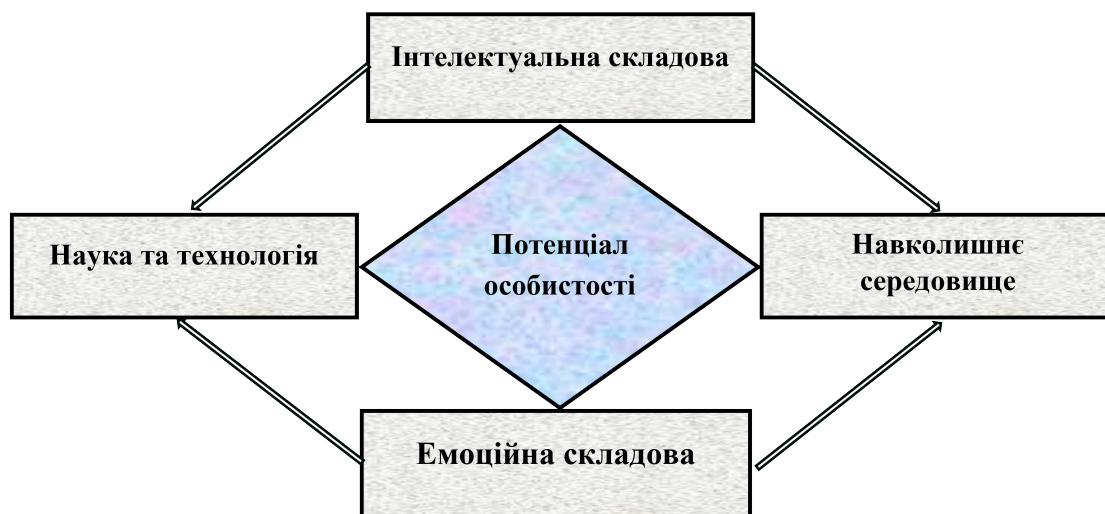 Інтелектуальна складова
Наука та технологія
Потенціал
особистості
Навколишнє
середовище
Емоційна складова